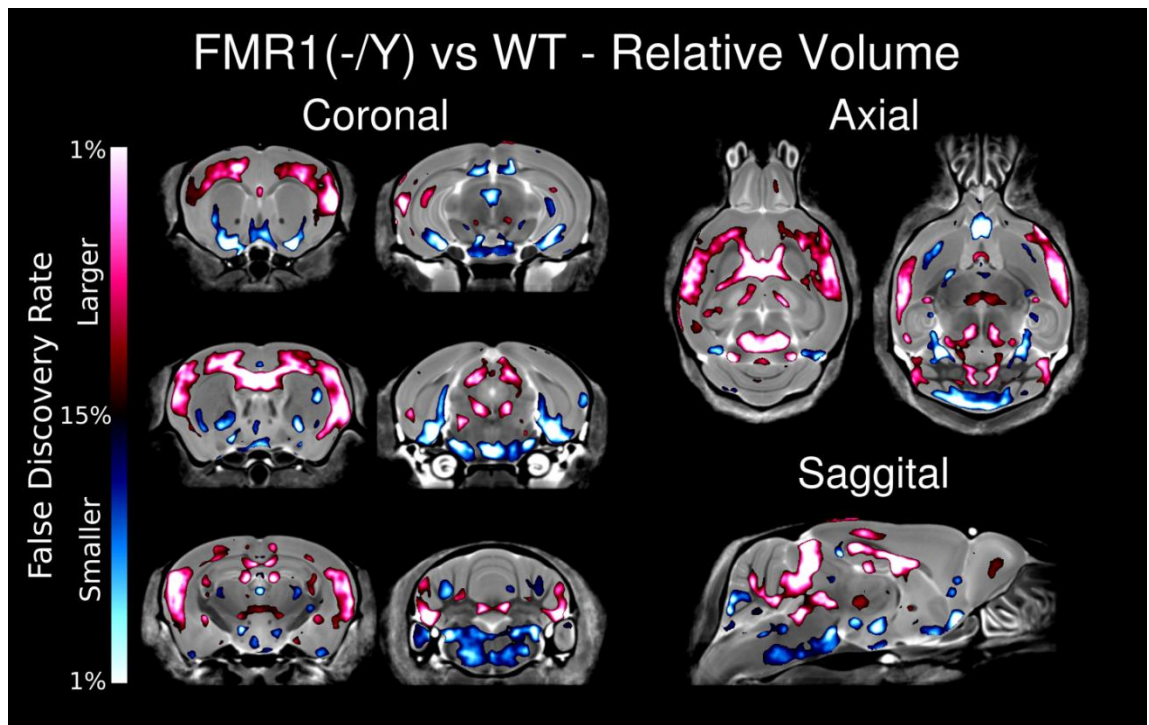 FMR1(-/Y) vs WT - Relative Volume
Coronal
Axial
1%
Larger
15%
False Discovery Rate
Smaller
1%
Saggital